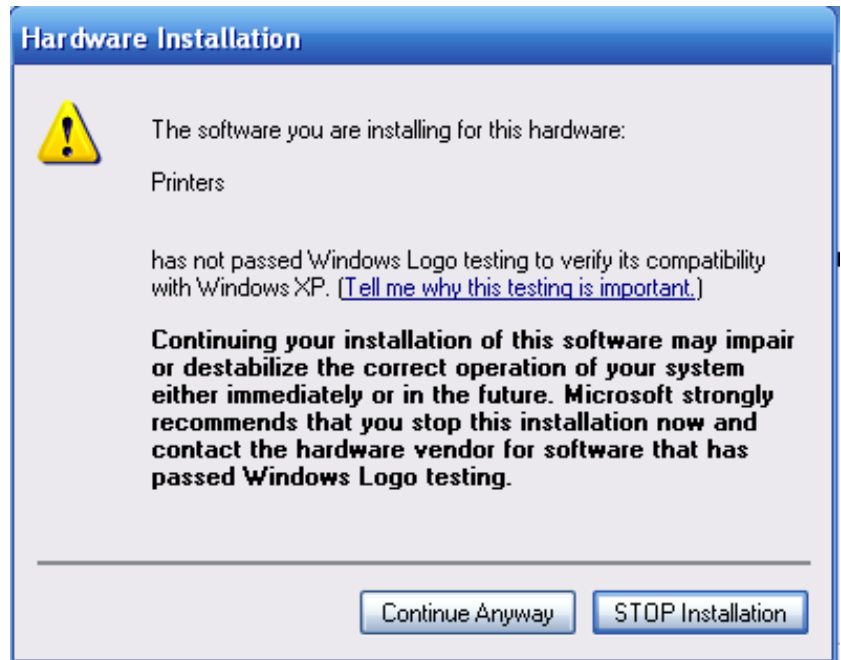 Hardware Installation
The software you are installing for this hardware:
Printers
has not passed Windows Logo testing to verify its compatibility
with Windows XP. (Tell me why this testing is important.)
Continuing your installation of this software may impair
or destabilize the correct operation of your system
either immediately or in the future. Microsoft strongly
recommends that you stop this installation now and
contact the hardware vendor for software that has
passed Windows Logo testing.
Continue Anyway
STOP Installation